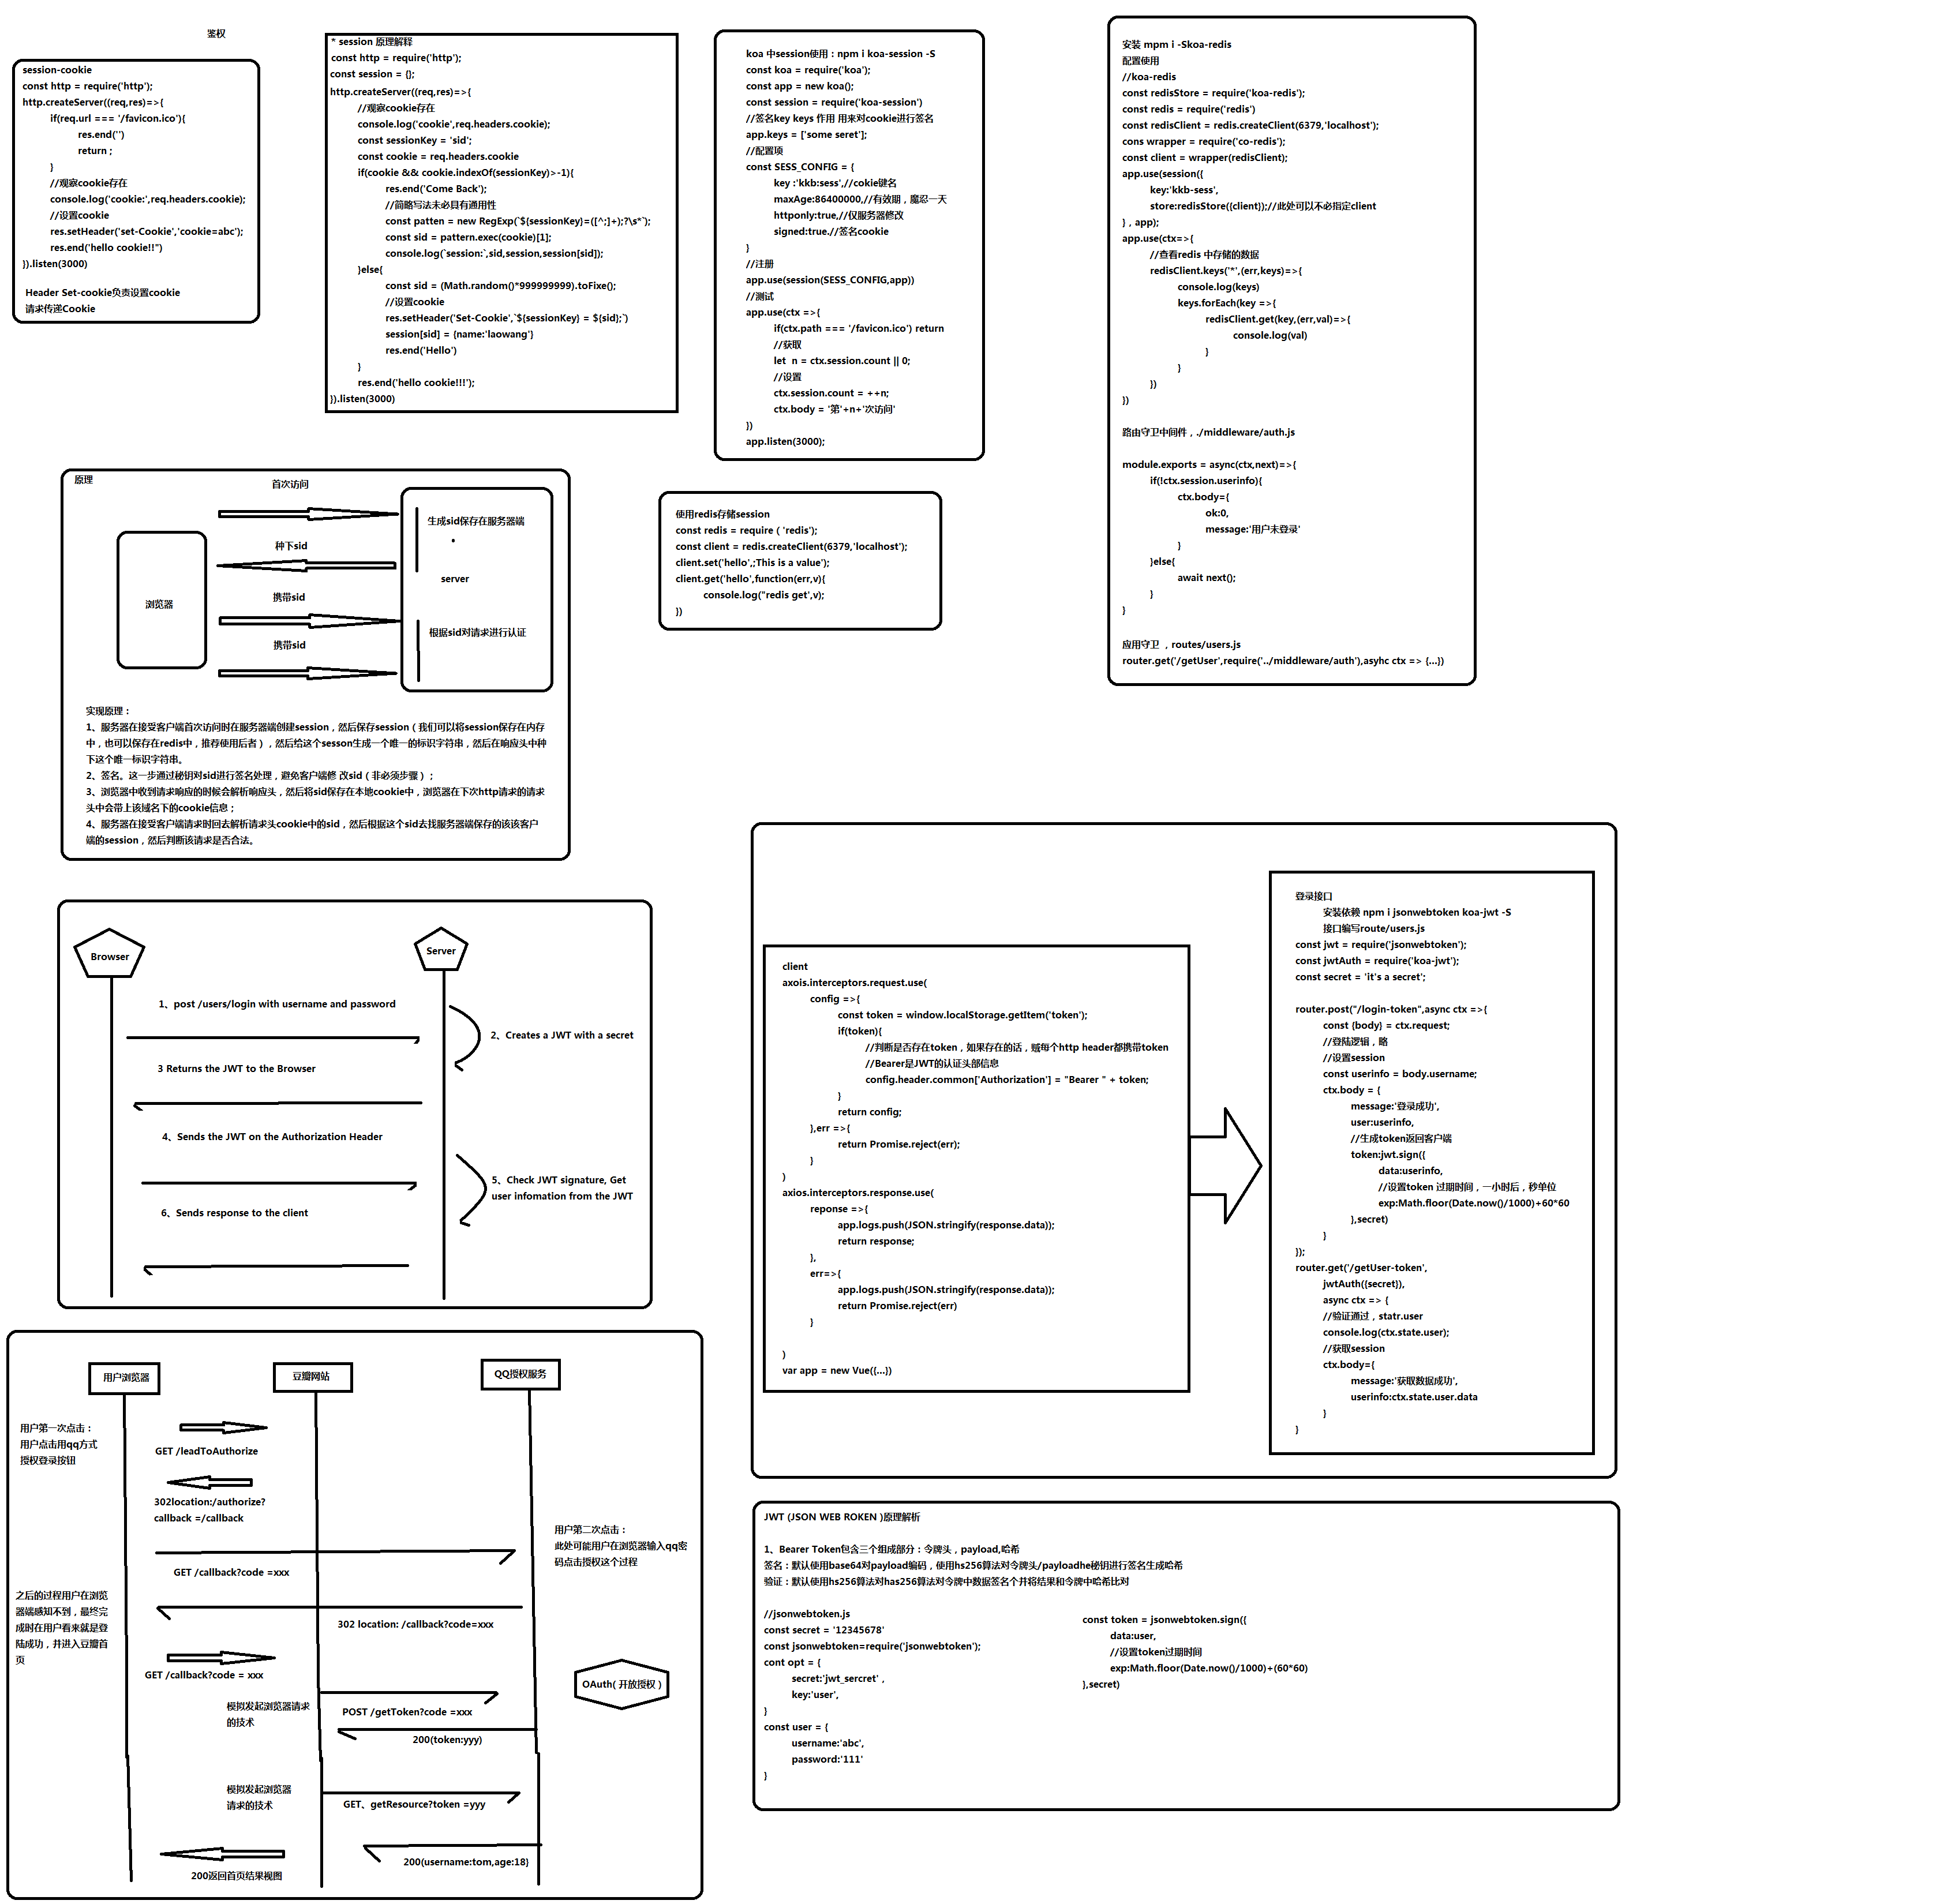 鉴权
session-cookie
const http = require('http');
http.createServer((req,res)=>{
if(req.url === '/favicon.ico'){
res.end('')
return ;
}
//观察cookie存在
console.log('cookie:',req.headers.cookie);
//设置cookie
res.setHeader('set-Cookie','cookie=abc');
res.end('hello cookie!!")
}).listen(3000)
Header Set-cookie负责设置cookie
请求传递Cookie
* session 原理解释
const http = require('http');
const session = {};
http.createServer((req,res)=>{
//观察cookie存在
console.log('cookie',req.headers.cookie);
const sessionKey = 'sid';
const cookie = req.headers.cookie
if(cookie && cookie.indexOf(sessionKey)>-1){
res.end('Come Back');
//简略写法未必具有通用性
const patten = new RegExp(`${sessionKey}=([^;]+);?\s*`);
const sid = pattern.exec(cookie)[1];
console.log(`session:`,sid,session,session[sid]);
}else{
const sid = (Math.random()*999999999).toFixe();
//设置cookie
res.setHeader('Set-Cookie',`${sessionKey} = ${sid};`)
session[sid] = {name:'laowang'}
res.end('Hello')
}
res.end('hello cookie!!!');
}).listen(3000)
koa 中session使用：npm i koa-session -S
const koa = require('koa');
const app = new koa();
const session = require('koa-session')
//签名key keys 作用 用来对cookie进行签名
app.keys = ['some seret'];
//配置项
const SESS_CONFIG = {
key :'kkb:sess',//cokie键名
maxAge:86400000,//有效期，魔忍一天
httponly:true,//仅服务器修改
signed:true.//签名cookie
}
//注册
app.use(session(SESS_CONFIG,app))
//测试
app.use(ctx =>{
if(ctx.path === '/favicon.ico') return
//获取
let  n = ctx.session.count || 0;
//设置
ctx.session.count = ++n;
ctx.body = '第'+n+'次访问'
})
app.listen(3000);
安装 mpm i -Skoa-redis
配置使用
//koa-redis
const redisStore = require('koa-redis');
const redis = require('redis')
const redisClient = redis.createClient(6379,'localhost');
cons wrapper = require('co-redis');
const client = wrapper(redisClient);
app.use(session({
key:'kkb-sess',
store:redisStore({client});//此处可以不必指定client
}，app);
app.use(ctx=>{
//查看redis 中存储的数据
redisClient.keys('*',(err,keys)=>{
console.log(keys)
keys.forEach(key =>{
redisClient.get(key,(err,val)=>{
console.log(val)
}
}
})
})
路由守卫中间件，./middleware/auth.js
module.exports = async(ctx,next)=>{
if(!ctx.session.userinfo){
ctx.body={
ok:0,
message:'用户未登录'
}
}else{
await next();
}
}
应用守卫 ，routes/users.js
router.get('/getUser',require('../middleware/auth'),asyhc ctx => {...})
原理
首次访问
生成sid保存在服务器端
种下sid
server
携带sid
浏览器
根据sid对请求进行认证
携带sid
实现原理：
1、服务器在接受客户端首次访问时在服务器端创建session，然后保存session（我们可以将session保存在内存
中，也可以保存在redis中，推荐使用后者），然后给这个sesson生成一个唯一的标识字符串，然后在响应头中种
下这个唯一标识字符串。
2、签名。这一步通过秘钥对sid进行签名处理，避免客户端修 改sid（非必须步骤）；
3、浏览器中收到请求响应的时候会解析响应头，然后将sid保存在本地cookie中，浏览器在下次http请求的请求
头中会带上该域名下的cookie信息；
4、服务器在接受客户端请求时回去解析请求头cookie中的sid，然后根据这个sid去找服务器端保存的该该客户
端的session，然后判断该请求是否合法。
使用redis存储session
const redis = require（'redis');
const client = redis.createClient(6379,'localhost');
client.set('hello',;This is a value');
client.get('hello',function(err,v){
console.log("redis get',v);
})
Browser
Server
1、post /users/login with username and password
2、Creates a JWT with a secret
3 Returns the JWT to the Browser
4、Sends the JWT on the Authorization Header
5、Check JWT signature, Get
user infomation from the JWT
6、Sends response to the client
client
axois.interceptors.request.use(
config =>{
const token = window.localStorage.getItem('token');
if(token){
//判断是否存在token，如果存在的话，贼每个http header都携带token
//Bearer是JWT的认证头部信息
config.header.common['Authorization'] = "Bearer " + token;
}
return config;
},err =>{
return Promise.reject(err);
}
)
axios.interceptors.response.use(
reponse =>{
app.logs.push(JSON.stringify(response.data));
return response;
},
err=>{
app.logs.push(JSON.stringify(response.data));
return Promise.reject(err)
}
)
var app = new Vue({...})
登录接口
安装依赖 npm i jsonwebtoken koa-jwt -S
接口编写route/users.js
const jwt = require('jsonwebtoken');
const jwtAuth = require('koa-jwt');
const secret = 'it's a secret';
router.post("/login-token",async ctx =>{
const {body} = ctx.request;
//登陆逻辑，略
//设置session
const userinfo = body.username;
ctx.body = {
message:'登录成功',
user:userinfo,
//生成token返回客户端
token:jwt.sign({
data:userinfo,
//设置token 过期时间，一小时后，秒单位
exp:Math.floor(Date.now()/1000)+60*60
},secret)
}
});
router.get('/getUser-token',
jwtAuth({secret}),
async ctx => {
//验证通过，statr.user
console.log(ctx.state.user);
//获取session
ctx.body={
message:'获取数据成功',
userinfo:ctx.state.user.data
}
}
用户浏览器
豆瓣网站
QQ授权服务
用户第一次点击：
用户点击用qq方式
授权登录按钮
GET /leadToAuthorize
302location:/authorize?
callback =/callback
用户第二次点击：
此处可能用户在浏览器输入qq密
码点击授权这个过程
GET /callback?code =xxx
之后的过程用户在浏览
器端感知不到，最终完
成时在用户看来就是登
陆成功，并进入豆瓣首
页
302 location: /callback?code=xxx
GET /callback?code = xxx
OAuth( 开放授权 )
模拟发起浏览器请求
的技术
POST /getToken?code =xxx
200(token:yyy)
模拟发起浏览器
请求的技术
GET、getResource?token =yyy
200(username:tom,age:18}
200返回首页结果视图
JWT (JSON WEB ROKEN )原理解析
1、Bearer Token包含三个组成部分：令牌头，payload,哈希
签名：默认使用base64对payload编码，使用hs256算法对令牌头/payloadhe秘钥进行签名生成哈希
验证：默认使用hs256算法对has256算法对令牌中数据签名个并将结果和令牌中哈希比对
//jsonwebtoken.js
const secret = '12345678'
const jsonwebtoken=require('jsonwebtoken');
cont opt = {
secret:'jwt_sercret' ,
key:'user',
}
const user = {
username:'abc',
password:'111'
}
const token = jsonwebtoken.sign({
data:user,
//设置token过期时间
exp:Math.floor(Date.now()/1000)+(60*60)
},secret)